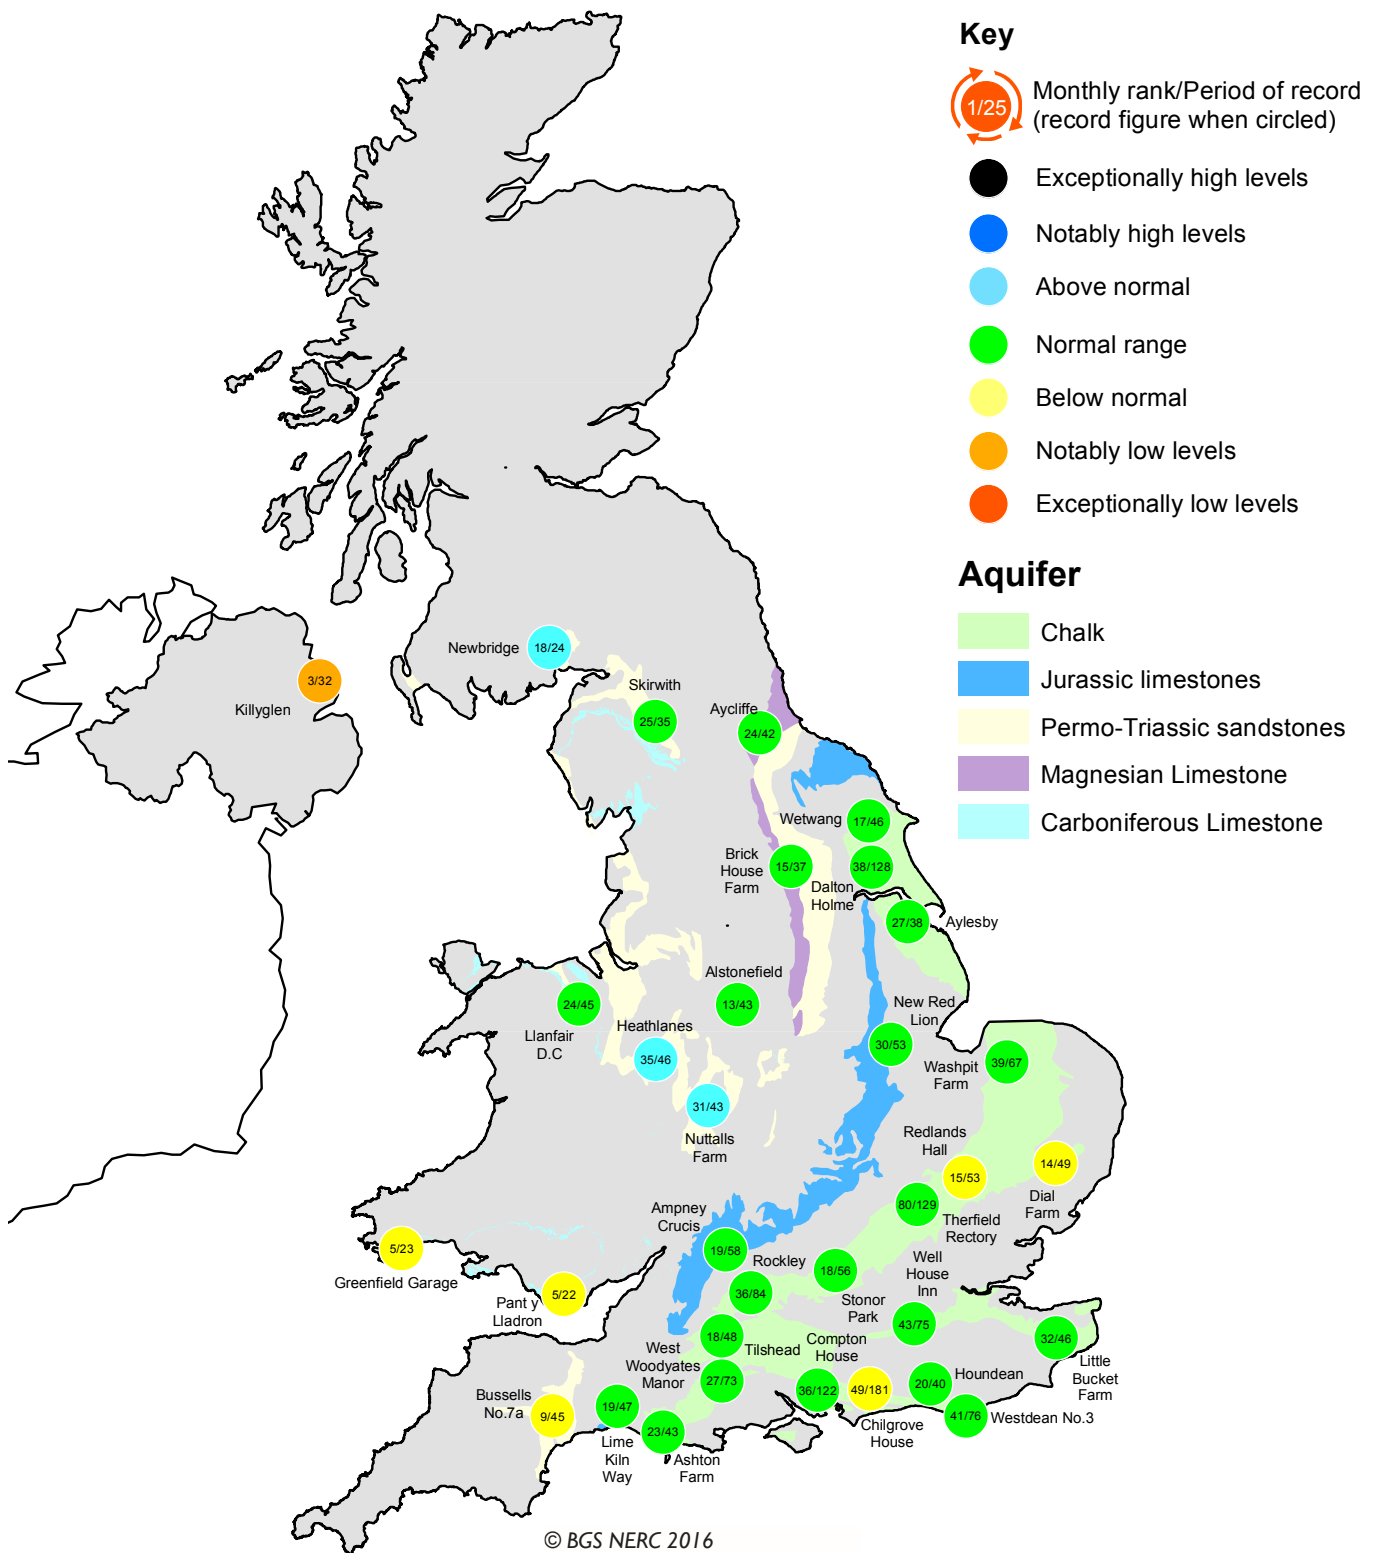 Key
1/25
Monthly rank/Period of record
(record figure when circled)
Exceptionally high levels
Notably high levels
Above normal
Normal range
Below normal
Notably low levels
Exceptionally low levels
Aquifer
Chalk
Jurassic limestones
Permo-Triassic sandstones
Magnesian Limestone
Carboniferous Limestone
Newbridge
18/24
3/32
Killyglen
Skirwith
25/35
Aycliffe
24/42
Wetwang
17/46
Brick
House
Farm
15/37
38/128
Dalton
Holme
27/38
Aylesby
Alstonefield
13/43
24/45
Llanfair
D.C
Heathlanes
35/46
New Red
Lion
30/53
Washpit
Farm
39/67
31/43
Nuttalls
Farm
Redlands
Hall
15/53
14/49
Dial
Farm
80/129
Therfield
Rectory
Ampney
Crucis
19/58
5/23
Greenfield Garage
Rockley
36/84
18/56
Stonor
Park
Well
House
Inn
43/75
5/22
Pant y
Lladron
18/48
Tilshead
Compton
House
36/122
32/46
Little
Bucket
Farm
West
Woodyates
Manor
27/73
49/181
Chilgrove
House
20/40
Houndean
41/76
Westdean No.3
Bussells
No.7a
9/45
19/47
Lime
Kiln
Way
23/43
Ashton
Farm
© BGS NERC 2016